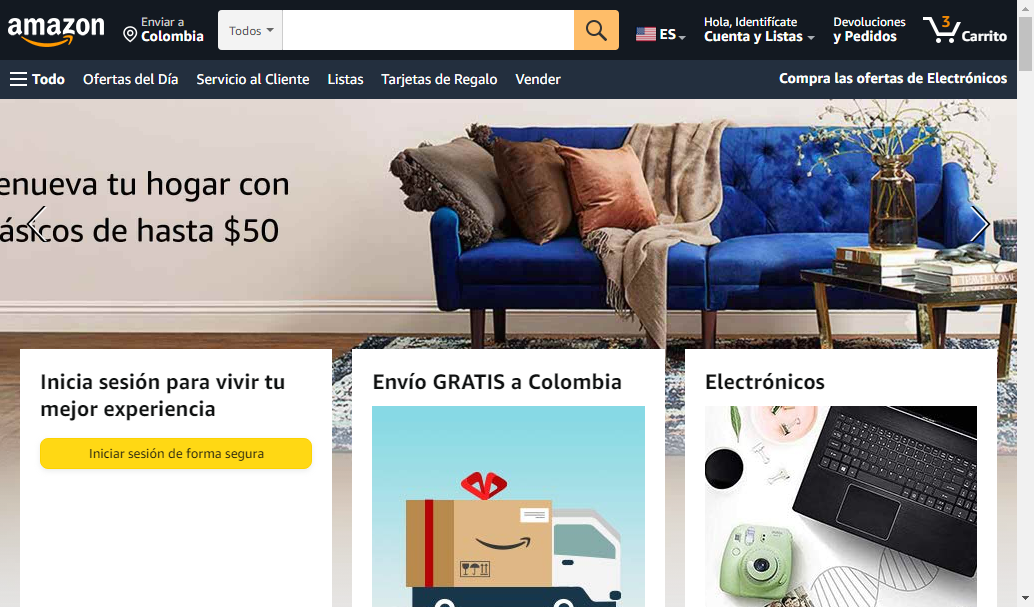 amazon
Enviar a
Colombia
Todos
ES
Hola, Identifícate
Cuenta y Listas
Devoluciones
y Pedidos
3
Carrito
Todo
Ofertas del Día
Servicio al Cliente
Listas
Tarjetas de Regalo
Vender
Compra las ofertas de Electrónicos
enueva tu hogar con
ásicos de hasta $50
TRAVEL HOME
Inicia sesión para vivir tu
mejor experiencia
Iniciar sesión de forma segura
Envío GRATIS a Colombia
Electrónicos